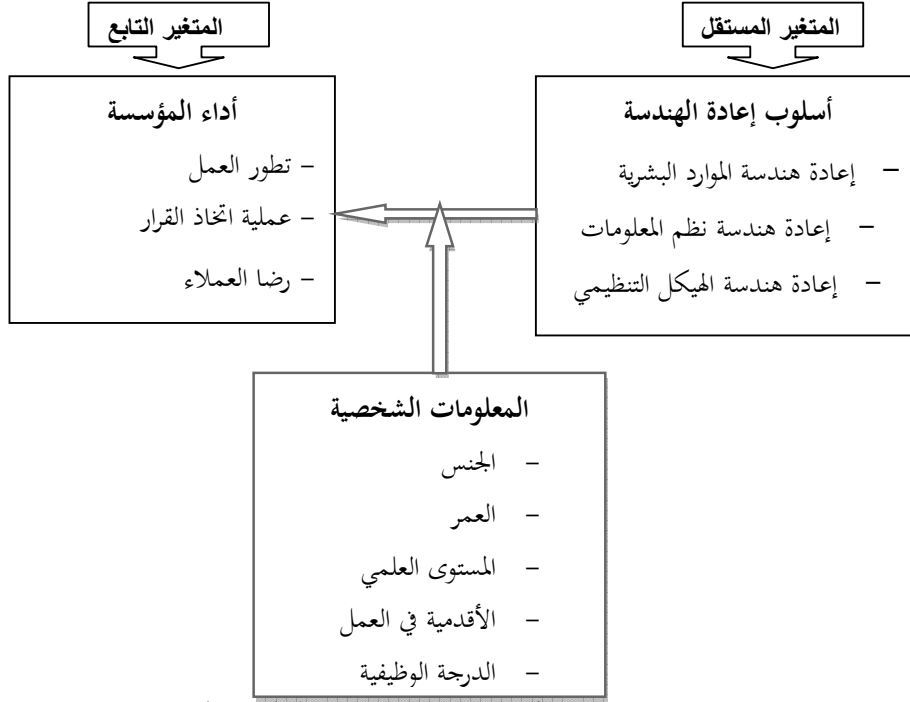 المتغير المستقل
المتغير التابع
أسلوب إعادة الهندسة
– إعادة هندسة الموارد البشرية
– إعادة هندسة نظم المعلومات
– إعادة هندسة الهيكل التنظيمي
أداء المؤسسة
– تطور العمل
– عملية اتخاذ القرار
– رضا العملاء
المعلومات الشخصية
– الجنس
– العمر
– المستوى العلمي
– الأقدمية في العمل
– الدرجة الوظيفية